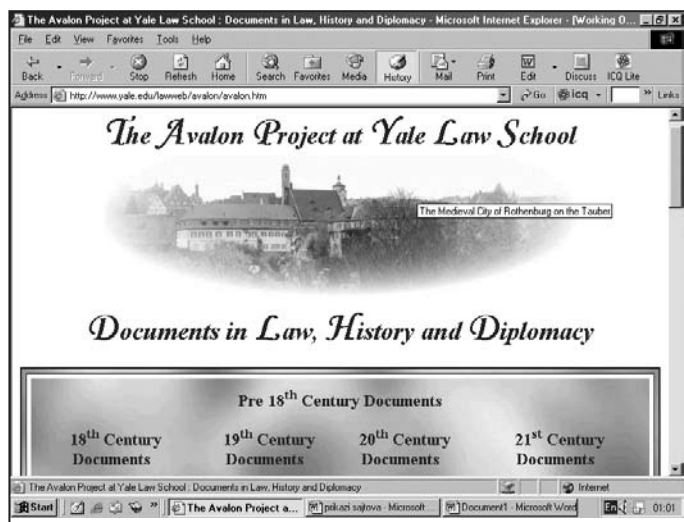 The Avalon Project at Yale Law School : Documents in Law, History and Diplomacy - Microsoft Internet Explorer - [Working O...
File Edit View Favorites Tools Help
Back Forward Stop Refresh Home Search Favorites Media History Mail Print Edit Discuss ICQ Lite
Address http://www.yale.edu/lawweb/avalon/avalon.htm Go icq Links
The Avalon Project at Yale Law School
The Medieval City of Rothenburg on the Tauber
Documents in Law, History and Diplomacy
Pre 18th Century Documents
18th Century 19th Century 20th Century 21st Century
Documents Documents Documents Documents
The Avalon Project at Yale Law School : Documents in Law, History and Diplomacy Internet
Start The Avalon Project a... prikazi sajtova - Microsoft ... Document1 - Microsoft Word En 01:01